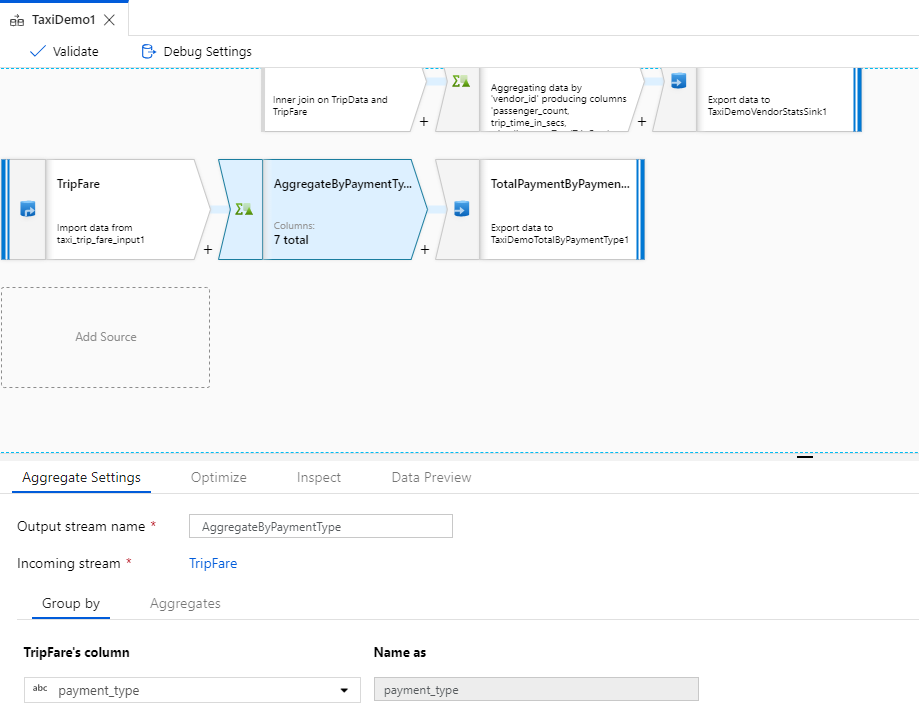 TaxiDemo1
Validate
Debug Settings
Inner join on TripData and
TripFare
+
Aggregating data by
'vendor_id' producing columns
'passenger_count,
trip_time_in_secs,
+
Export data to
TaxiDemoVendorStatsSink1
TripFare
Import data from
taxi_trip_fare_input1
+
AggregateByPaymentTy...
Columns:
7 total
+
TotalPaymentByPaymen...
Export data to
TaxiDemoTotalByPaymentType1
Add Source
Aggregate Settings
Optimize
Inspect
Data Preview
Output stream name *
AggregateByPaymentType
Incoming stream *
TripFare
Group by
Aggregates
TripFare's column
Name as
abc payment_type
payment_type